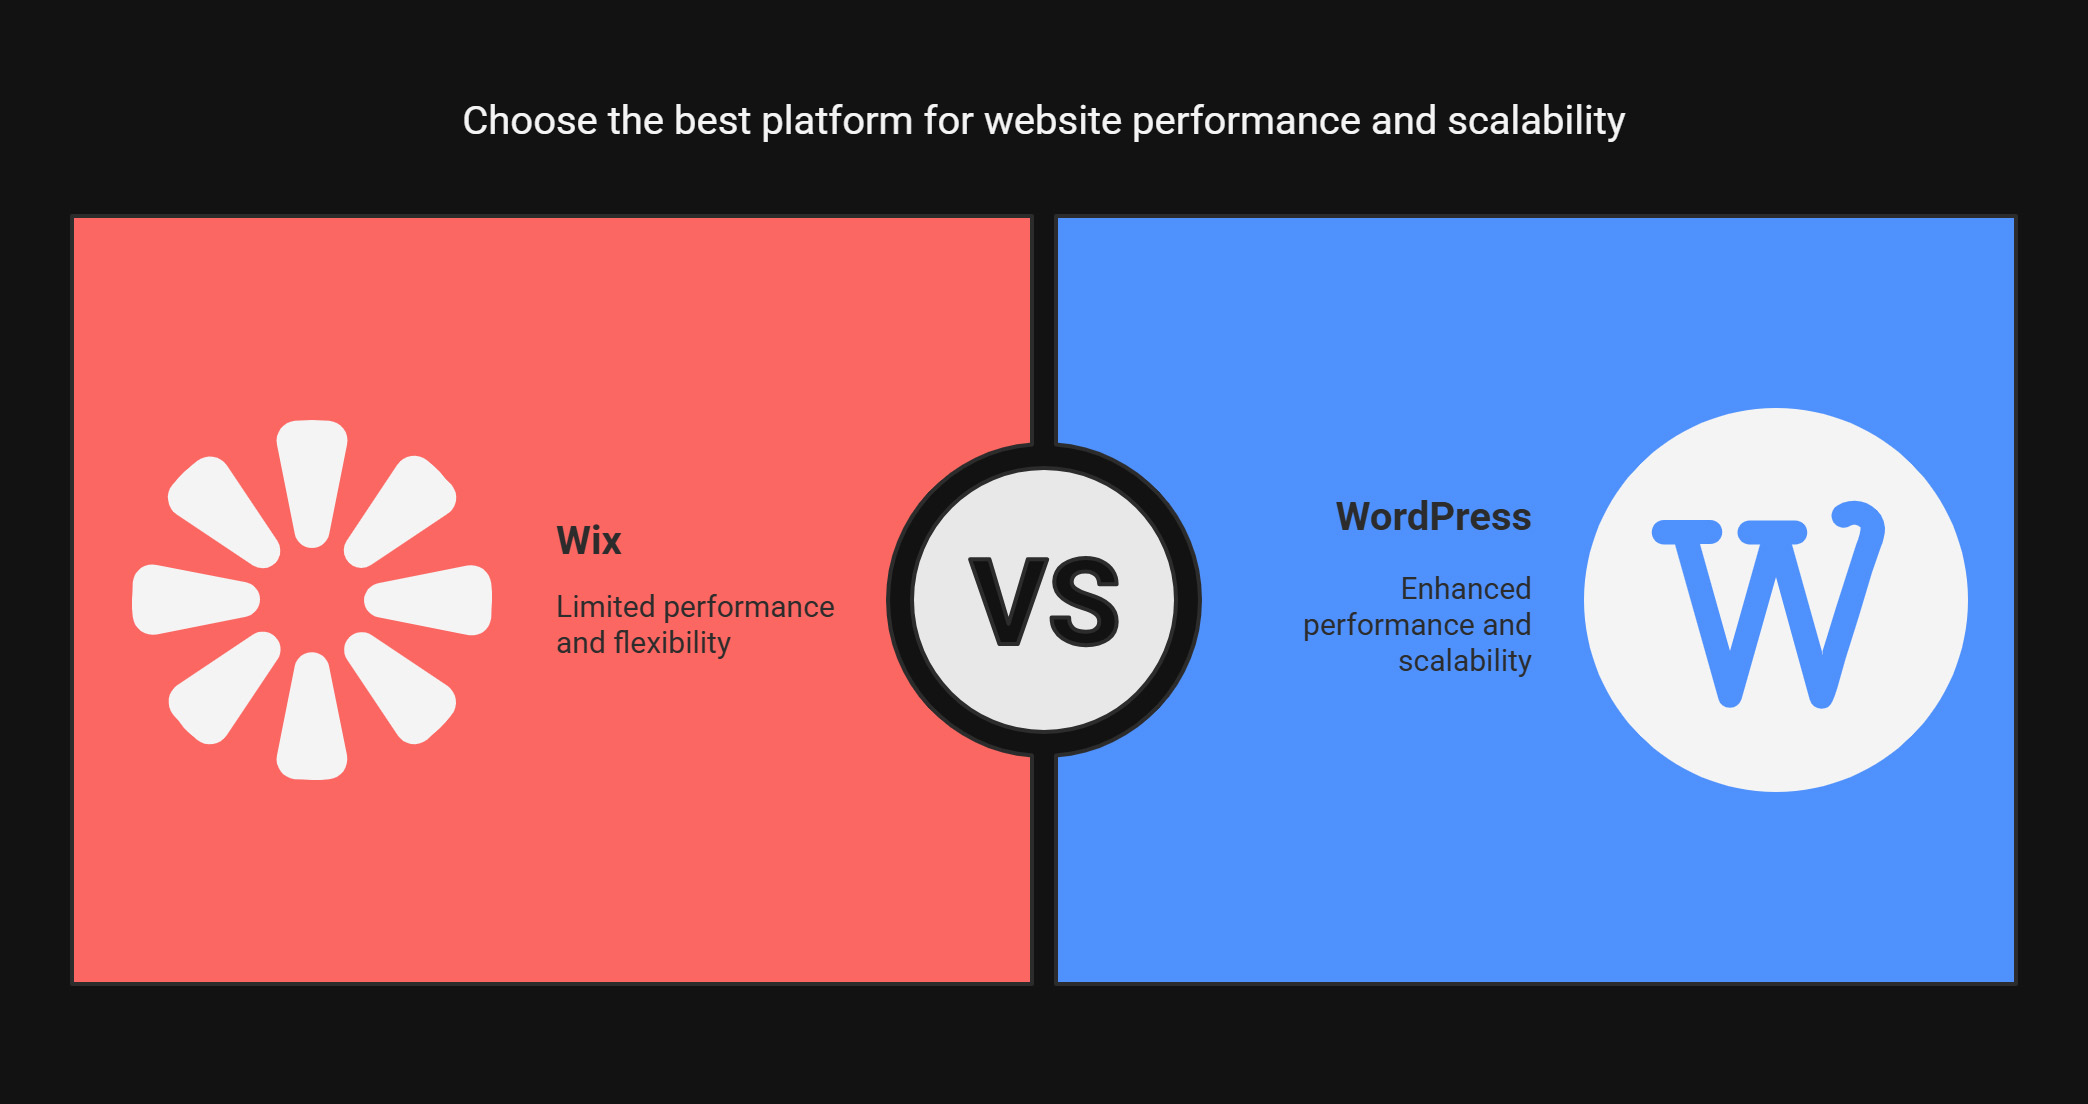 Choose the best platform for website performance and scalability
Wix
Limited performance
and flexibility
VS
WordPress
Enhanced
performance and
scalability
W